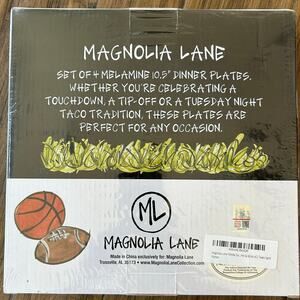 MAGNOLIA LANE
SET OF 4 MELAMINE 10.5" DINNER PLATES.
WHETHER YOU'RE CELEBRATING A
TOUCHDOWN, A TIP-OFF OR A TUESDAY NIGHT
TACO TRADITION, THESE PLATES ARE
PERFECT FOR ANY OCCASION.
ML
MAGNOLIA LANE
Made in China exclusively for: Magnolia Lane
Trussville, AL 35173 • www.MagnoliaLaneCollection.com